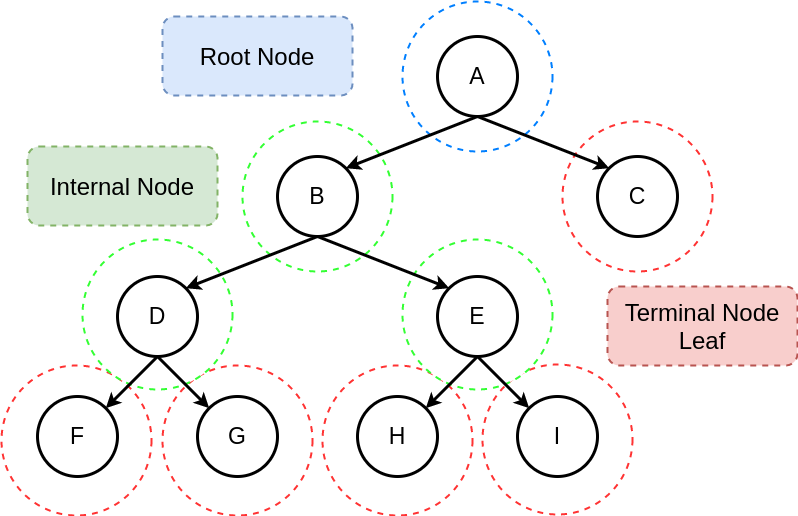 Root Node
A
Internal Node
B
C
D
E
Terminal Node
Leaf
F
G
H
I